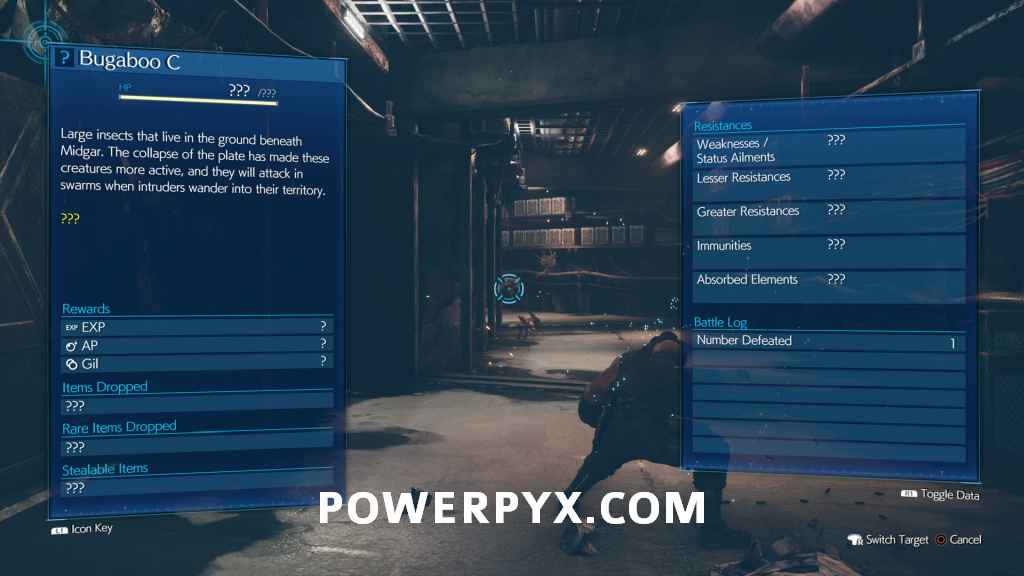 ? Bugaboo C
HP ??? /???
Large insects that live in the ground beneath
Midgar. The collapse of the plate has made these
creatures more active, and they will attack in
swarms when intruders wander into their territory.
???
Rewards
EXP EXP ?
AP ?
Gil ?
Items Dropped
???
Rare Items Dropped
???
Stealable Items
???
L1 Icon Key
Resistances
Weaknesses / ???
Status Ailments
Lesser Resistances ???
Greater Resistances ???
Immunities ???
Absorbed Elements ???
Battle Log
Number Defeated 1
R1 Toggle Data
R Switch Target Cancel
POWERPYX.COM